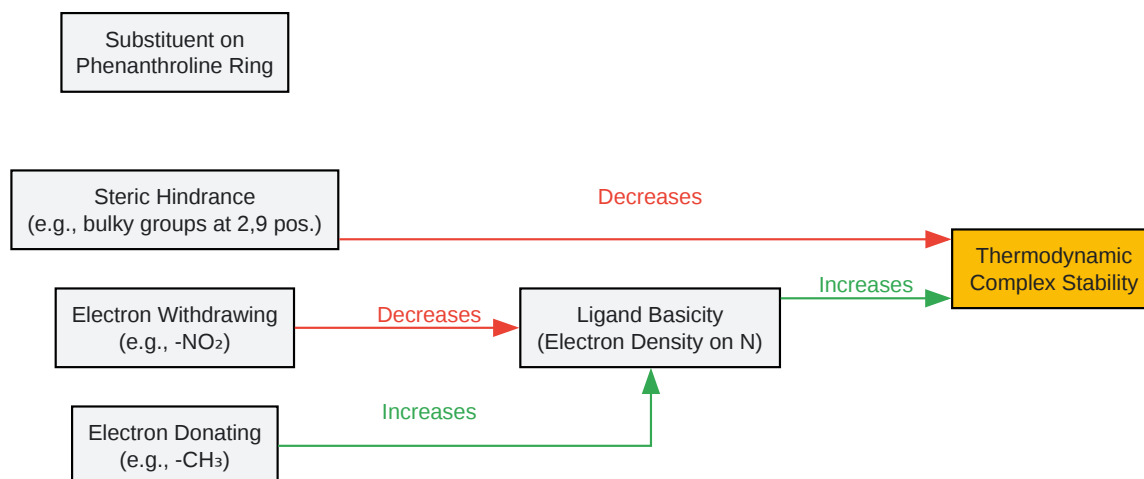 Substituent on
Phenanthroline Ring
Steric Hindrance
(e.g., bulky groups at 2,9 pos.)
Decreases
Thermodynamic
Complex Stability
Electron Withdrawing
(e.g., -NO₂)
Decreases
Ligand Basicity
(Electron Density on N)
Increases
Electron Donating
(e.g., -CH₃)
Increases